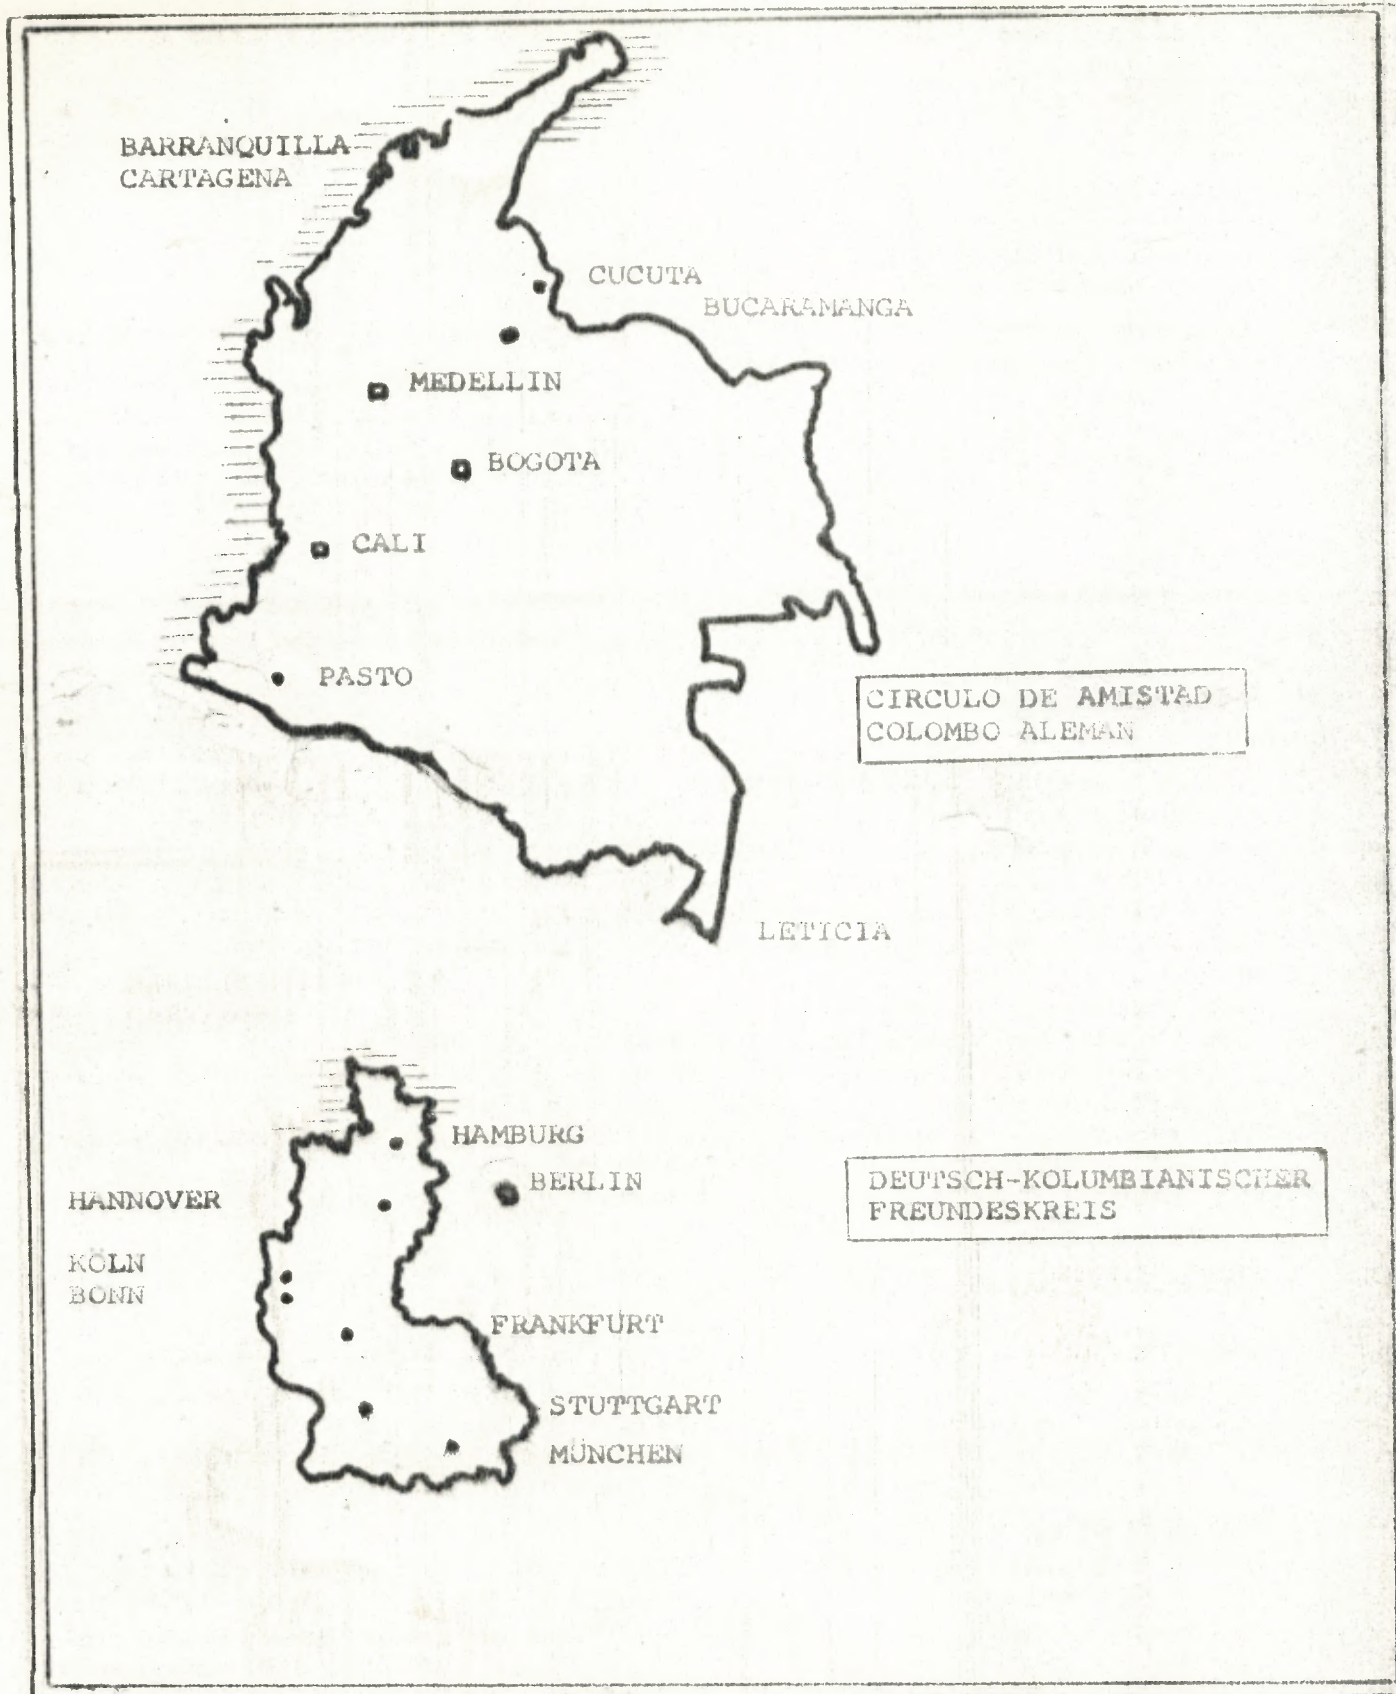 BARRANQUILLA
CARTAGENA
CUCUTA
BUCARAMANGA
MEDELLIN
BOGOTA
CALI
PASTO
CIRCULO DE AMISTAD
COLOMBO ALEMAN
LETICIA
HAMBURG
BERLIN
HANNOVER
DEUTSCH-KOLUMBIANISCHER
FREUNDESKREIS
KÖLN
BONN
FRANKFURT
STUTTGART
MÜNCHEN